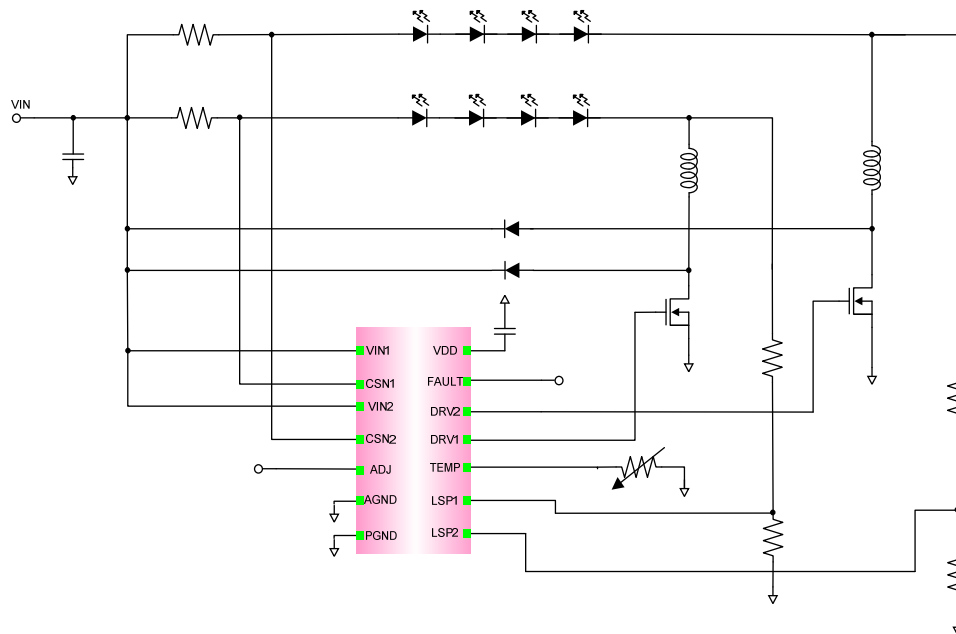 VIN
VIN1
CSN1
VIN2
CSN2
ADJ
AGND
PGND
VDD
FAULT
DRV2
DRV1
TEMP
LSP1
LSP2